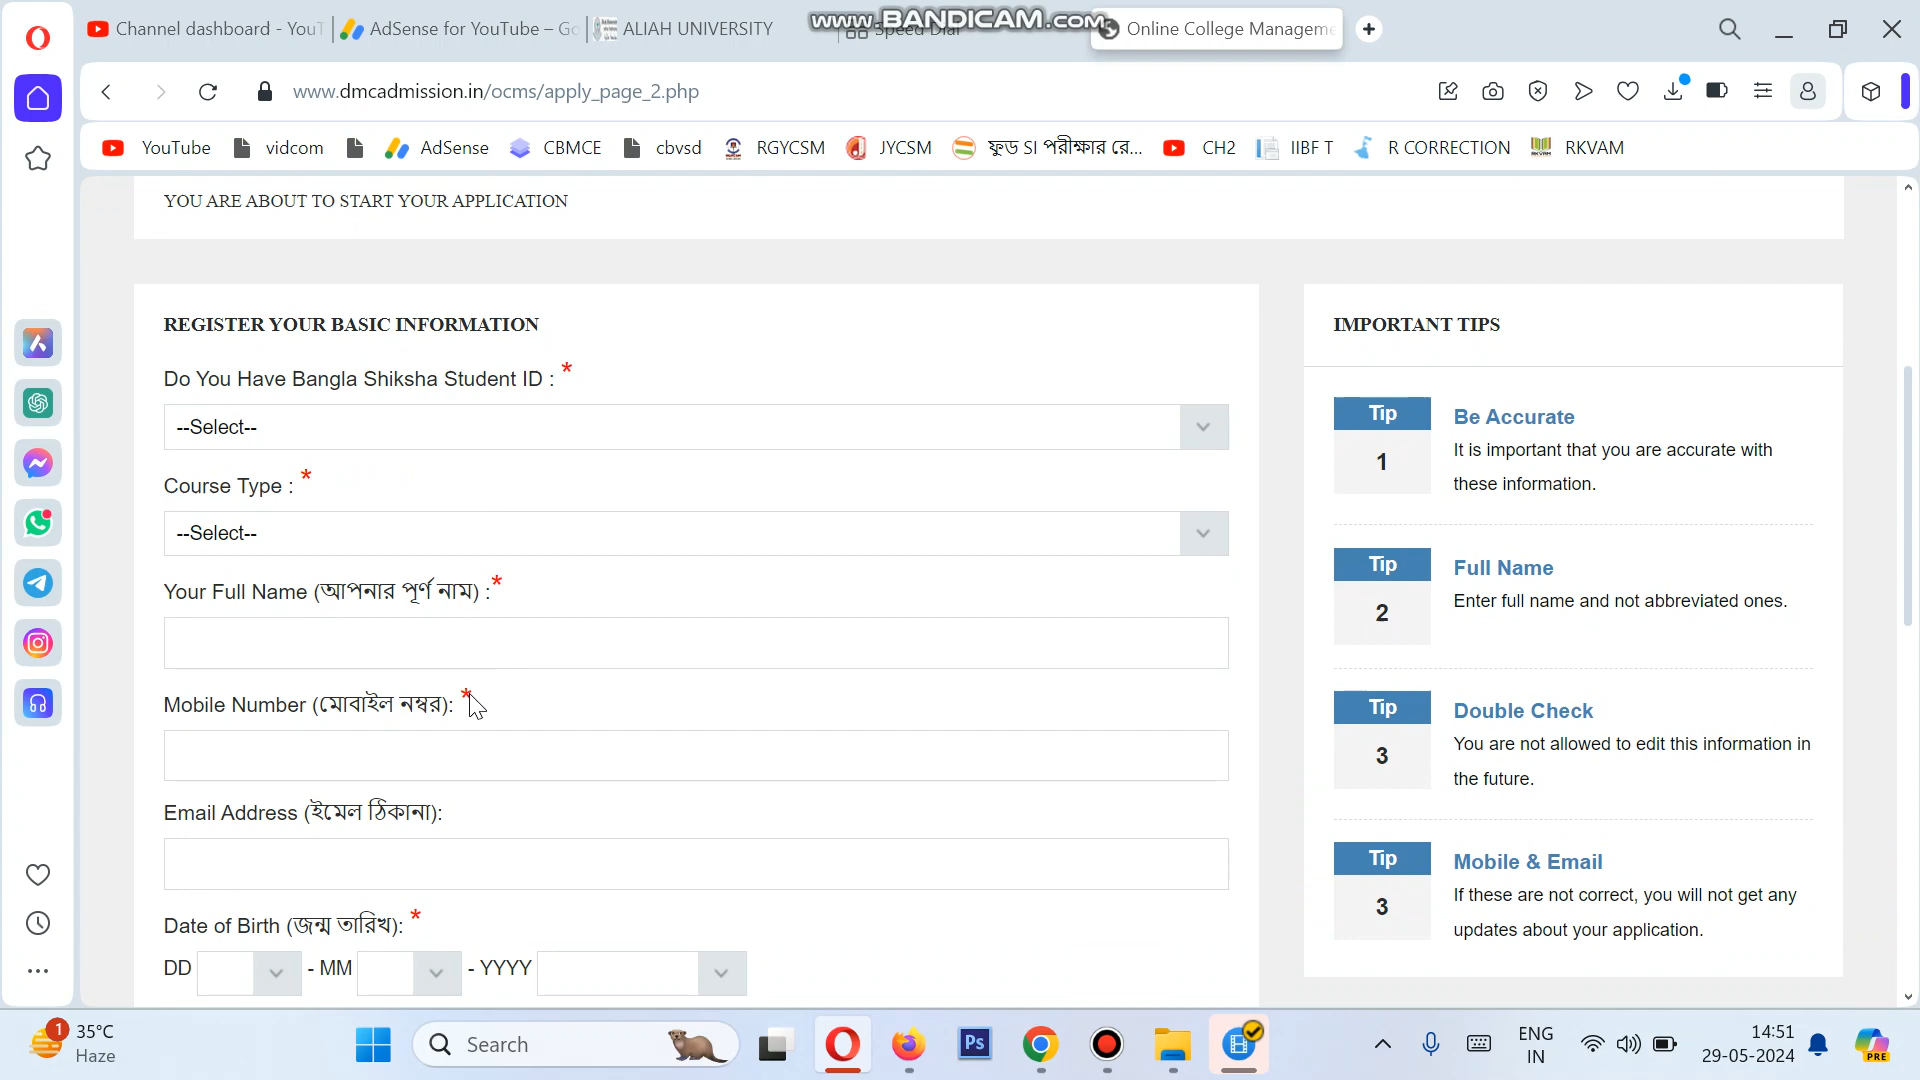 Channel dashboard - YouT
AdSense for YouTube – Go
ALIAH UNIVERSITY
Speed Dial
Online College Manageme
www.BANDICAM.com
www.dmcadmission.in/ocms/apply_page_2.php
YouTube
vidcom
AdSense
CBMCE
cbvsd
RGYCSM
JYCSM
ফুড SI পরীক্ষার রে...
CH2
IIBF T
R CORRECTION
RKVAM
YOU ARE ABOUT TO START YOUR APPLICATION
REGISTER YOUR BASIC INFORMATION
Do You Have Bangla Shiksha Student ID : *
--Select--
Course Type : *
--Select--
Your Full Name (আপনার পূর্ণ নাম) :*
Mobile Number (মোবাইল নম্বর): *
Email Address (ইমেল ঠিকানা):
Date of Birth (জন্ম তারিখ): *
DD - MM - YYYY
IMPORTANT TIPS
Tip
1
Be Accurate
It is important that you are accurate with
these information.
Tip
2
Full Name
Enter full name and not abbreviated ones.
Tip
3
Double Check
You are not allowed to edit this information in
the future.
Tip
3
Mobile & Email
If these are not correct, you will not get any
updates about your application.
1
35°C
Haze
Search
Ps
ENG
IN
14:51
29-05-2024
PRE